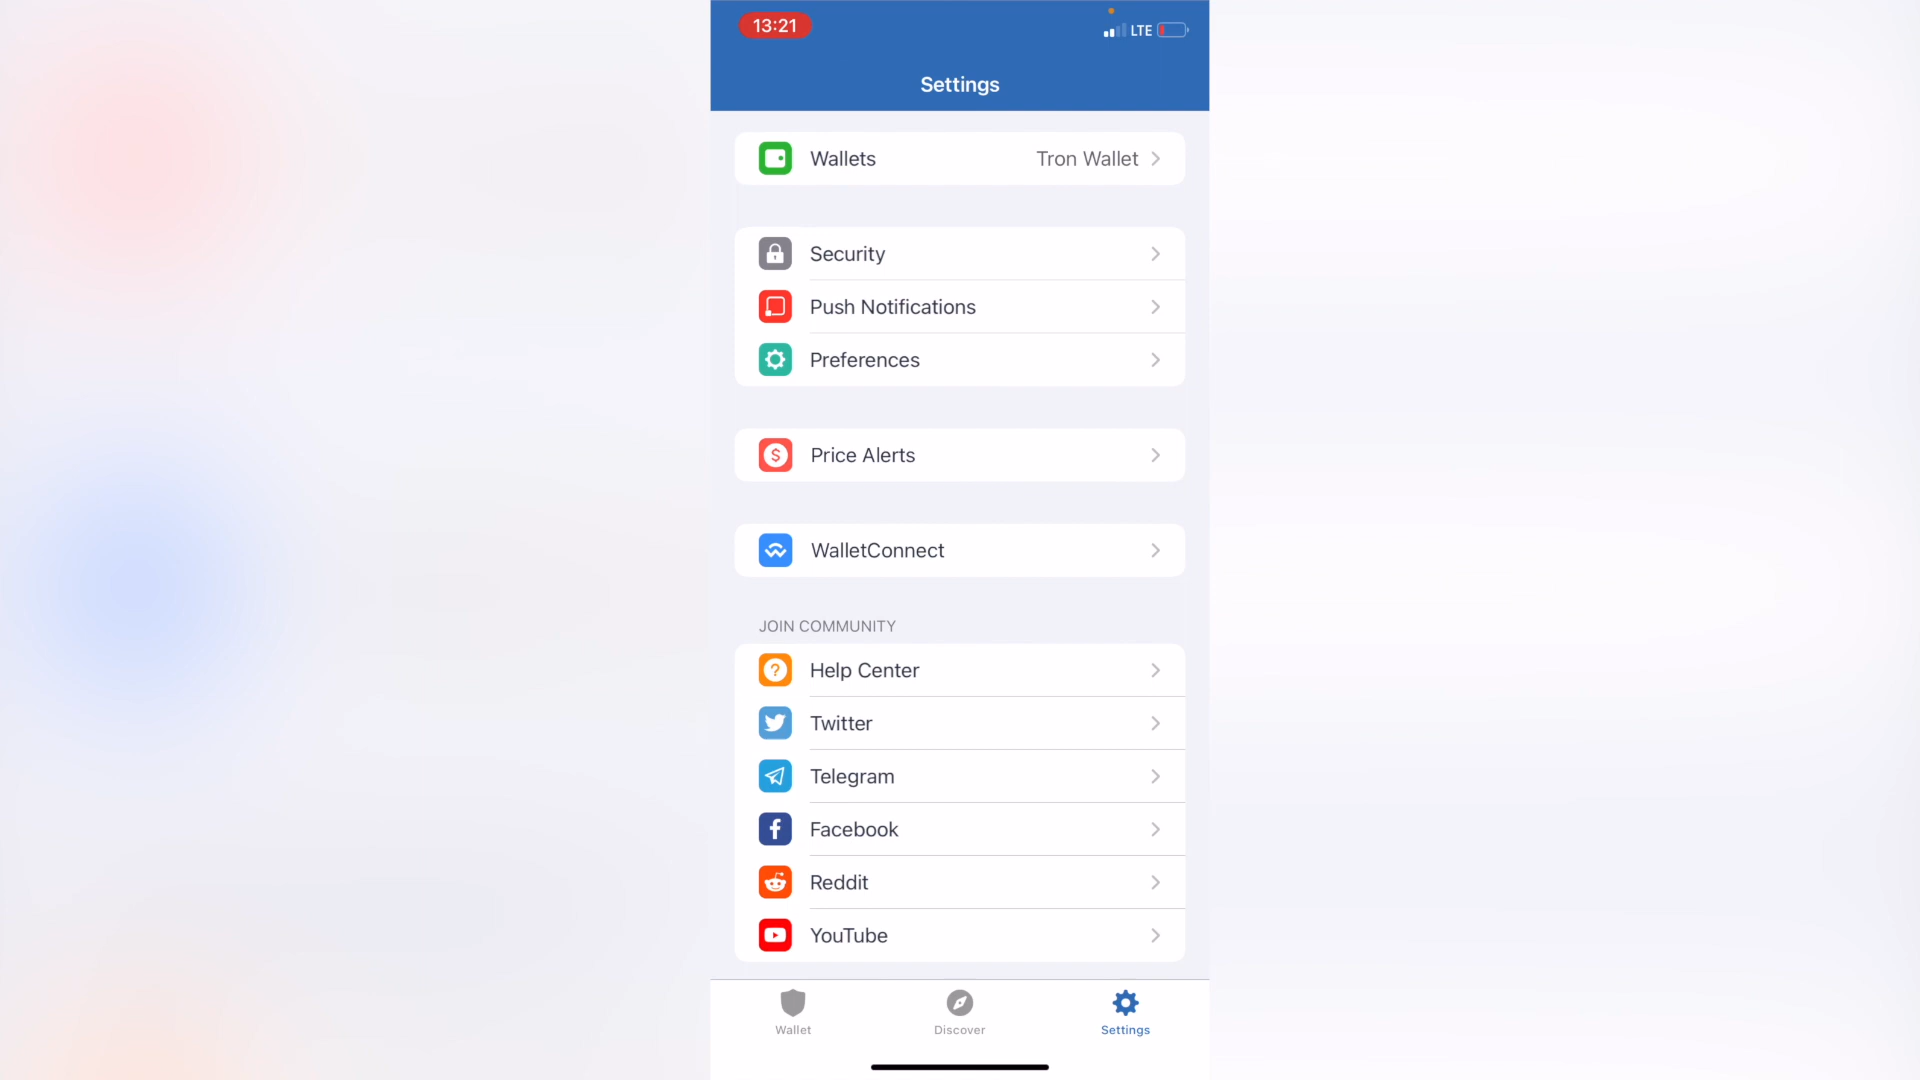 13:21
LTE
Settings
Wallets Tron Wallet
Security
Push Notifications
Preferences
Price Alerts
WalletConnect
JOIN COMMUNITY
Help Center
Twitter
Telegram
Facebook
Reddit
YouTube
Wallet Discover Settings